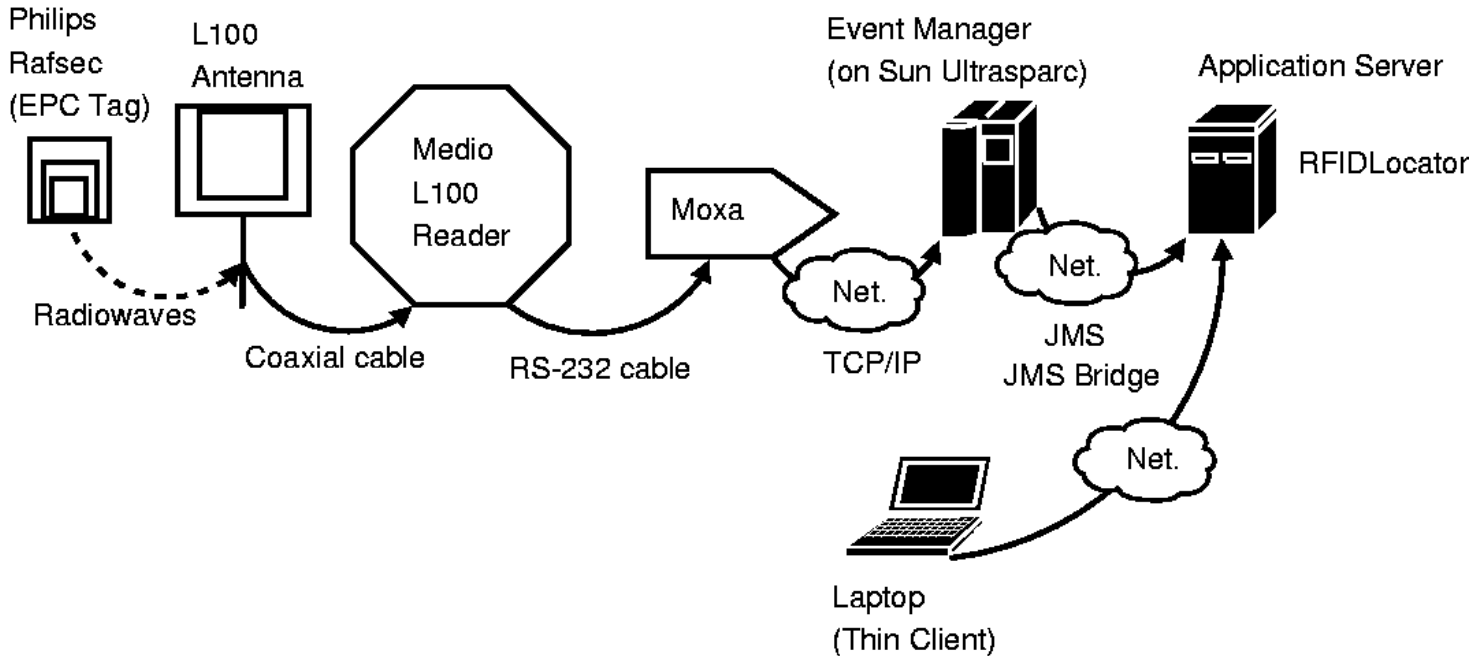 Philips
Rafsec
(EPC Tag)
L100
Antenna
Radiowaves
Coaxial cable
Medio
L100
Reader
RS-232 cable
Moxa
Net.
TCP/IP
Event Manager
(on Sun Ultrasparc)
Net.
JMS
JMS Bridge
Application Server
RFIDLocator
Net.
Laptop
(Thin Client)